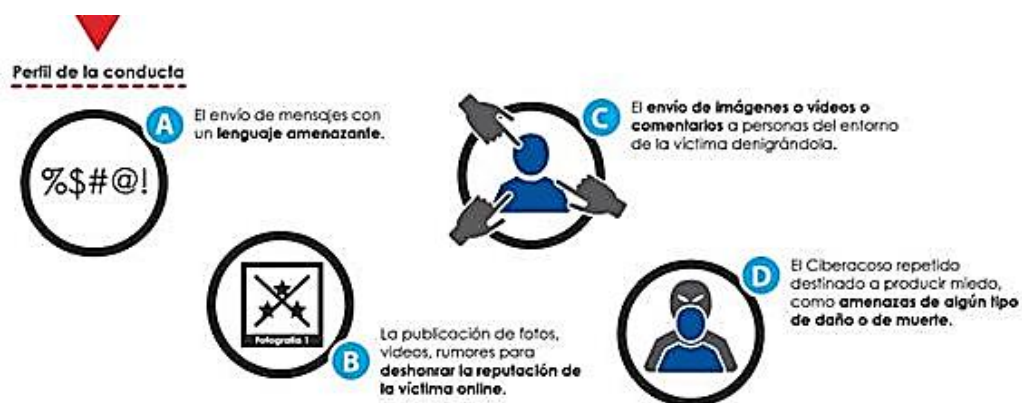 Perfil de la conducta
A
El envío de mensajes con
un lenguaje amenazante.
%$#@!
C
El envío de imágenes o vídeos o
comentarios a personas del entorno
de la víctima denigrándola.
Fotografía 1
B
La publicación de fotos,
videos, rumores para
deshonrar la reputación de
la víctima online.
D
El Ciberacoso repetido
destinado a producir miedo,
como amenazas de algún tipo
de daño o de muerte.